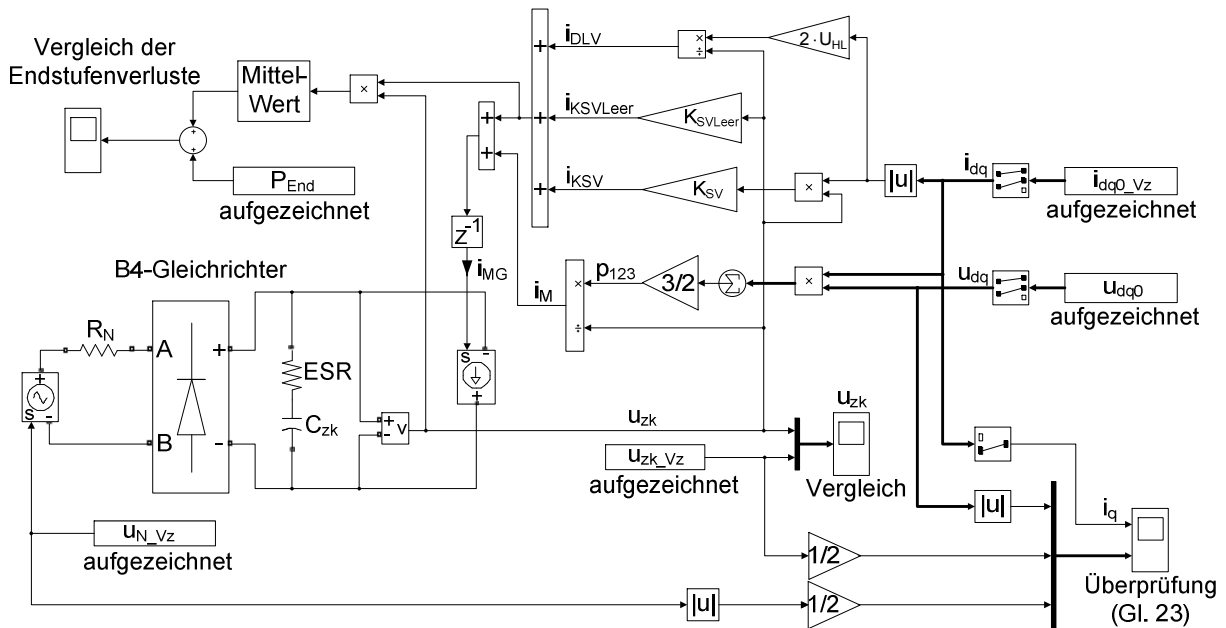 Vergleich der
Endstufenverluste
Mittel-
Wert
×
+
+
P_End
aufgezeichnet
+
+
Z⁻¹
i_MG
+
+
+
i_DLV
i_KSVLeer
i_KSV
×
÷
2 · U_HL
K_SVLeer
K_SV
×
|u|
i_dq
i_dq0_Vz
aufgezeichnet
i_M
×
÷
p_123
3/2
Σ
×
u_dq
u_dq0
aufgezeichnet
B4-Gleichrichter
R_N
A
B
+
-
+
s
-
ESR
C_zk
+
-
v
s
-
+
u_zk
u_zk_Vz
aufgezeichnet
u_zk
Vergleich
u_N_Vz
aufgezeichnet
|u|
1/2
1/2
|u|
i_q
Überprüfung
(Gl. 23)